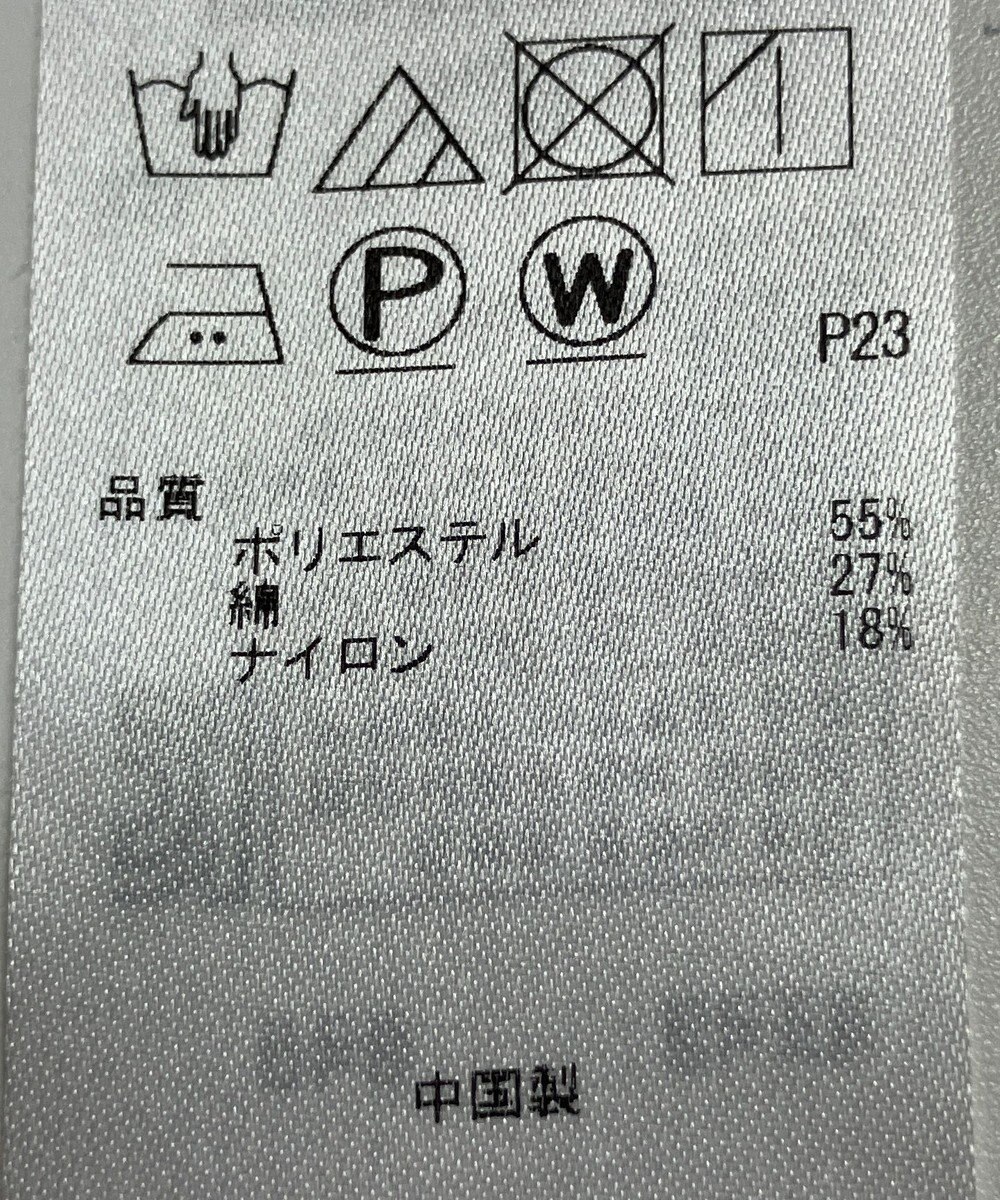 P W P23
品質
ポリエステル 55%
綿 27%
ナイロン 18%
中国製